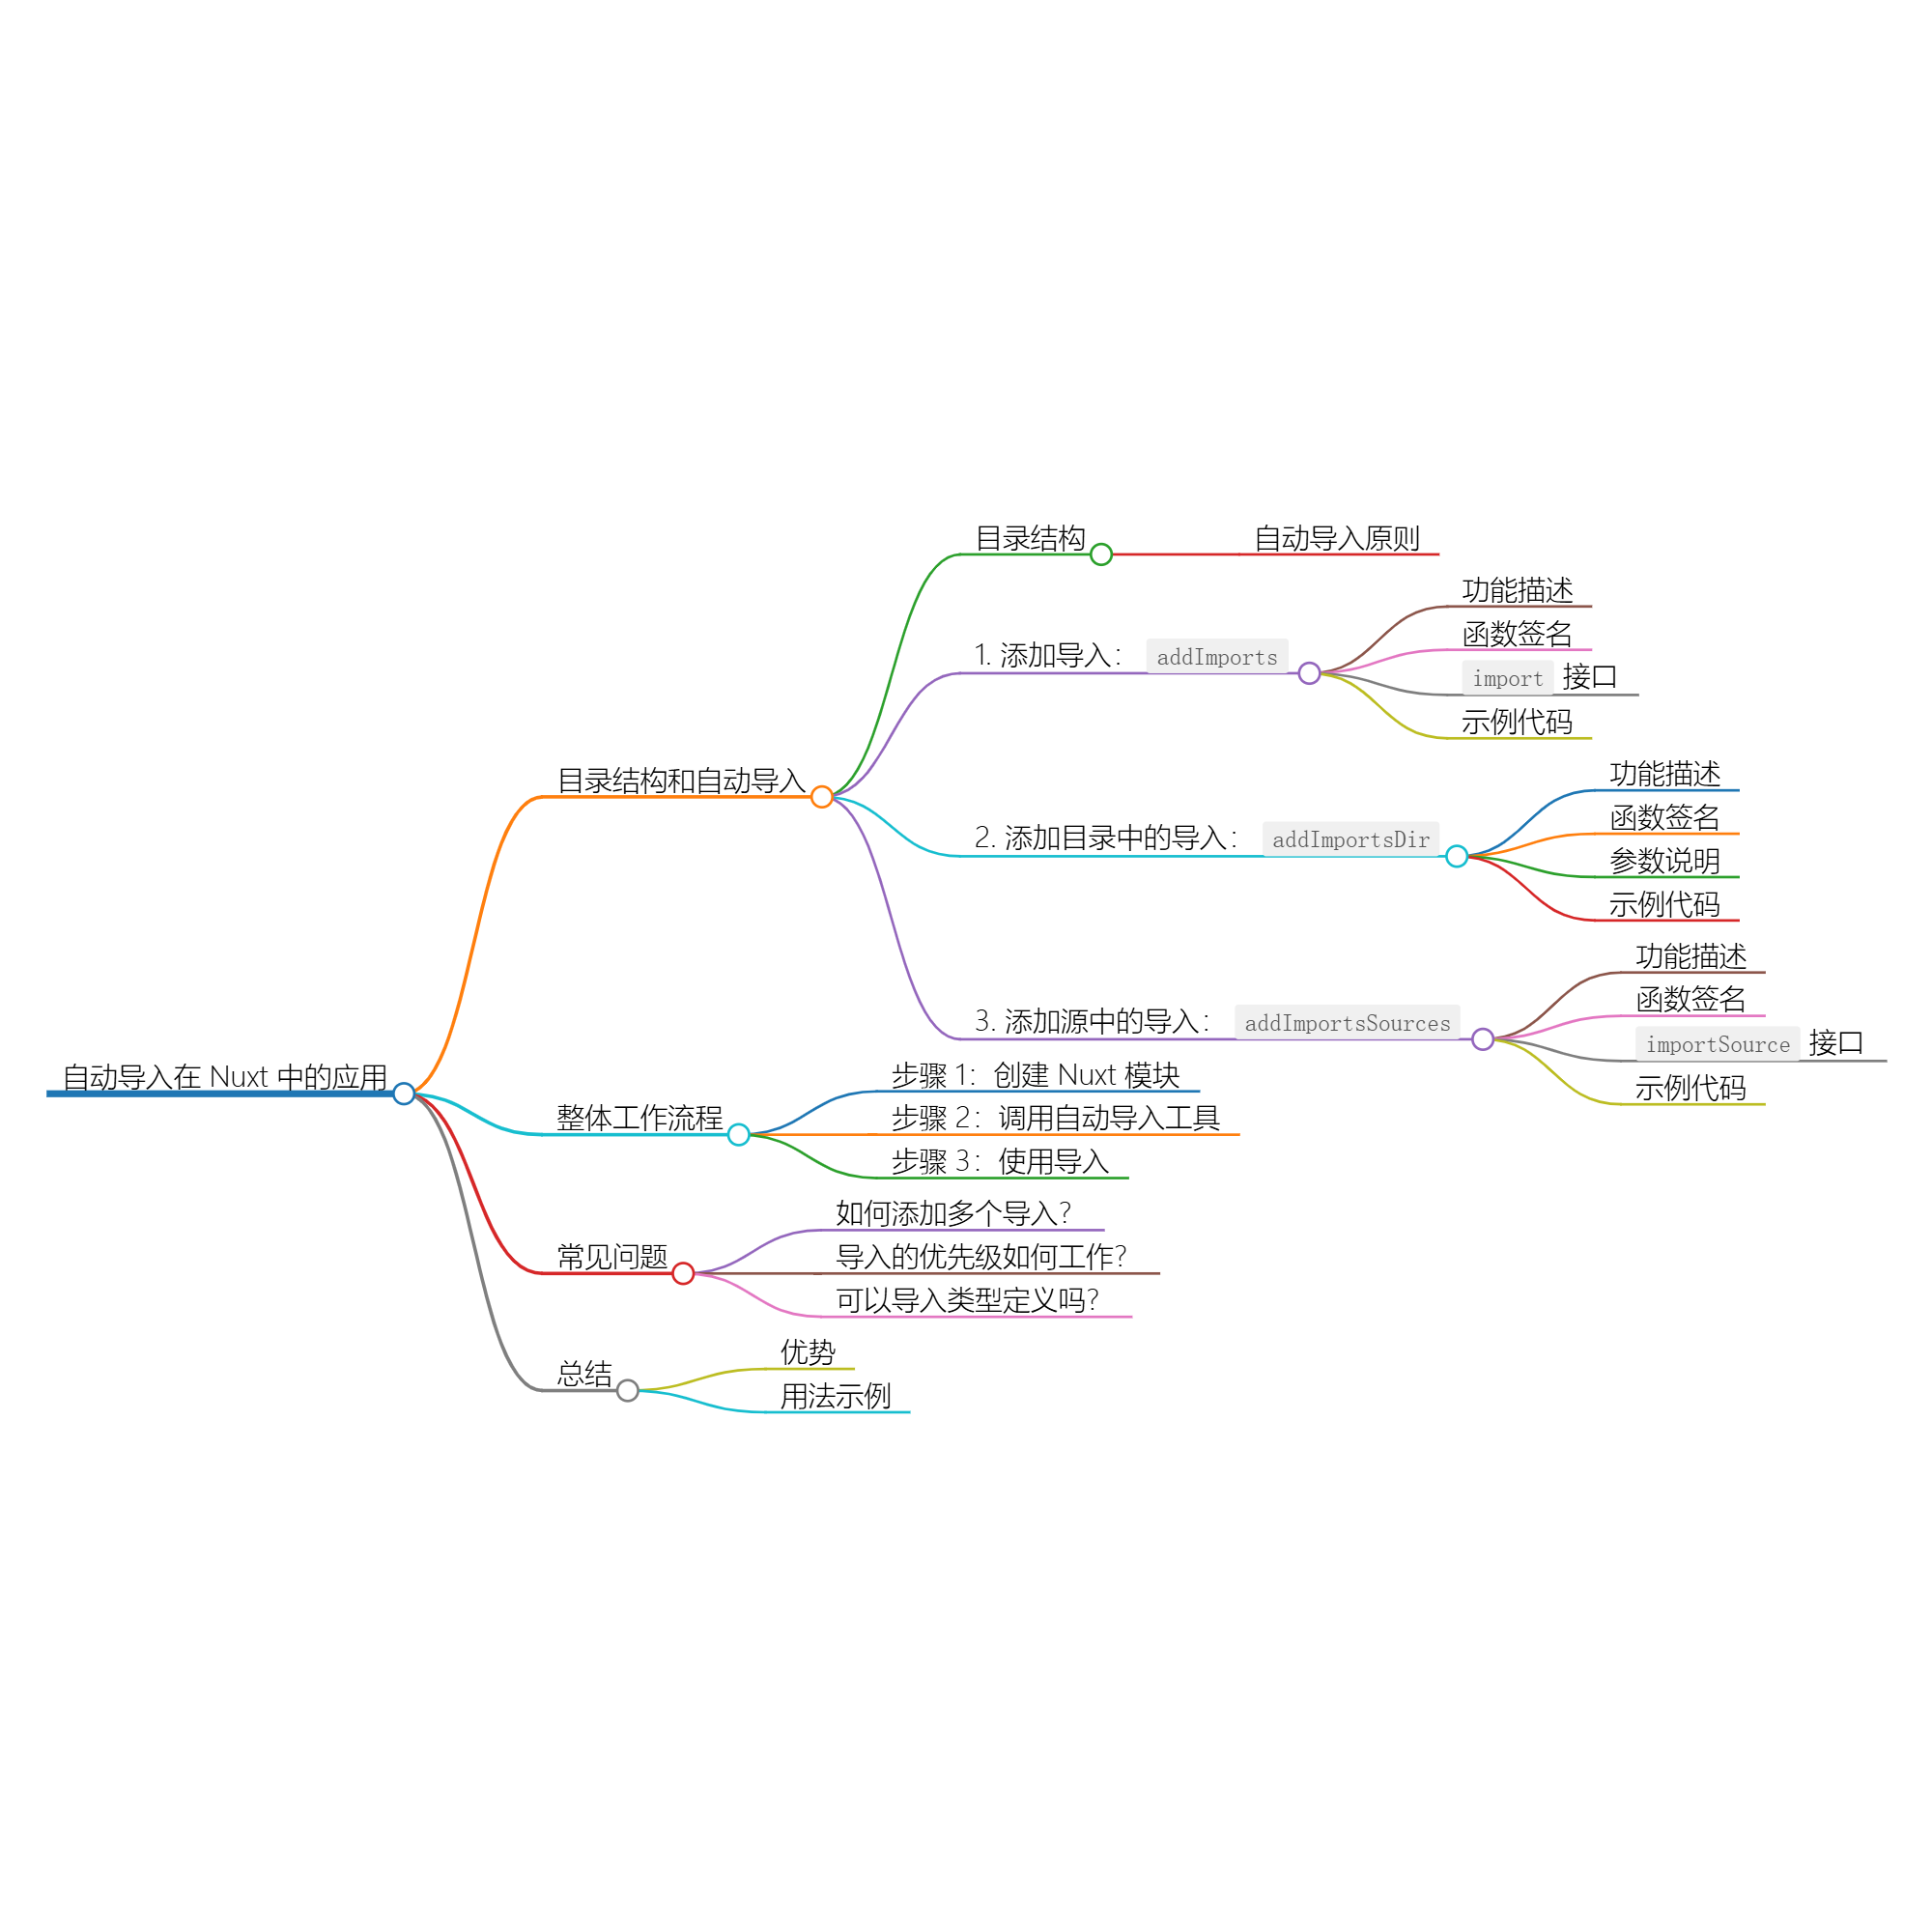 自动导入在 Nuxt 中的应用
目录结构和自动导入
目录结构
自动导入原则
1. 添加导入： addImports
功能描述
函数签名
import 接口
示例代码
2. 添加目录中的导入： addImportsDir
功能描述
函数签名
参数说明
示例代码
3. 添加源中的导入： addImportsSources
功能描述
函数签名
importSource 接口
示例代码
整体工作流程
步骤 1：创建 Nuxt 模块
步骤 2：调用自动导入工具
步骤 3：使用导入
常见问题
如何添加多个导入？
导入的优先级如何工作？
可以导入类型定义吗？
总结
优势
用法示例